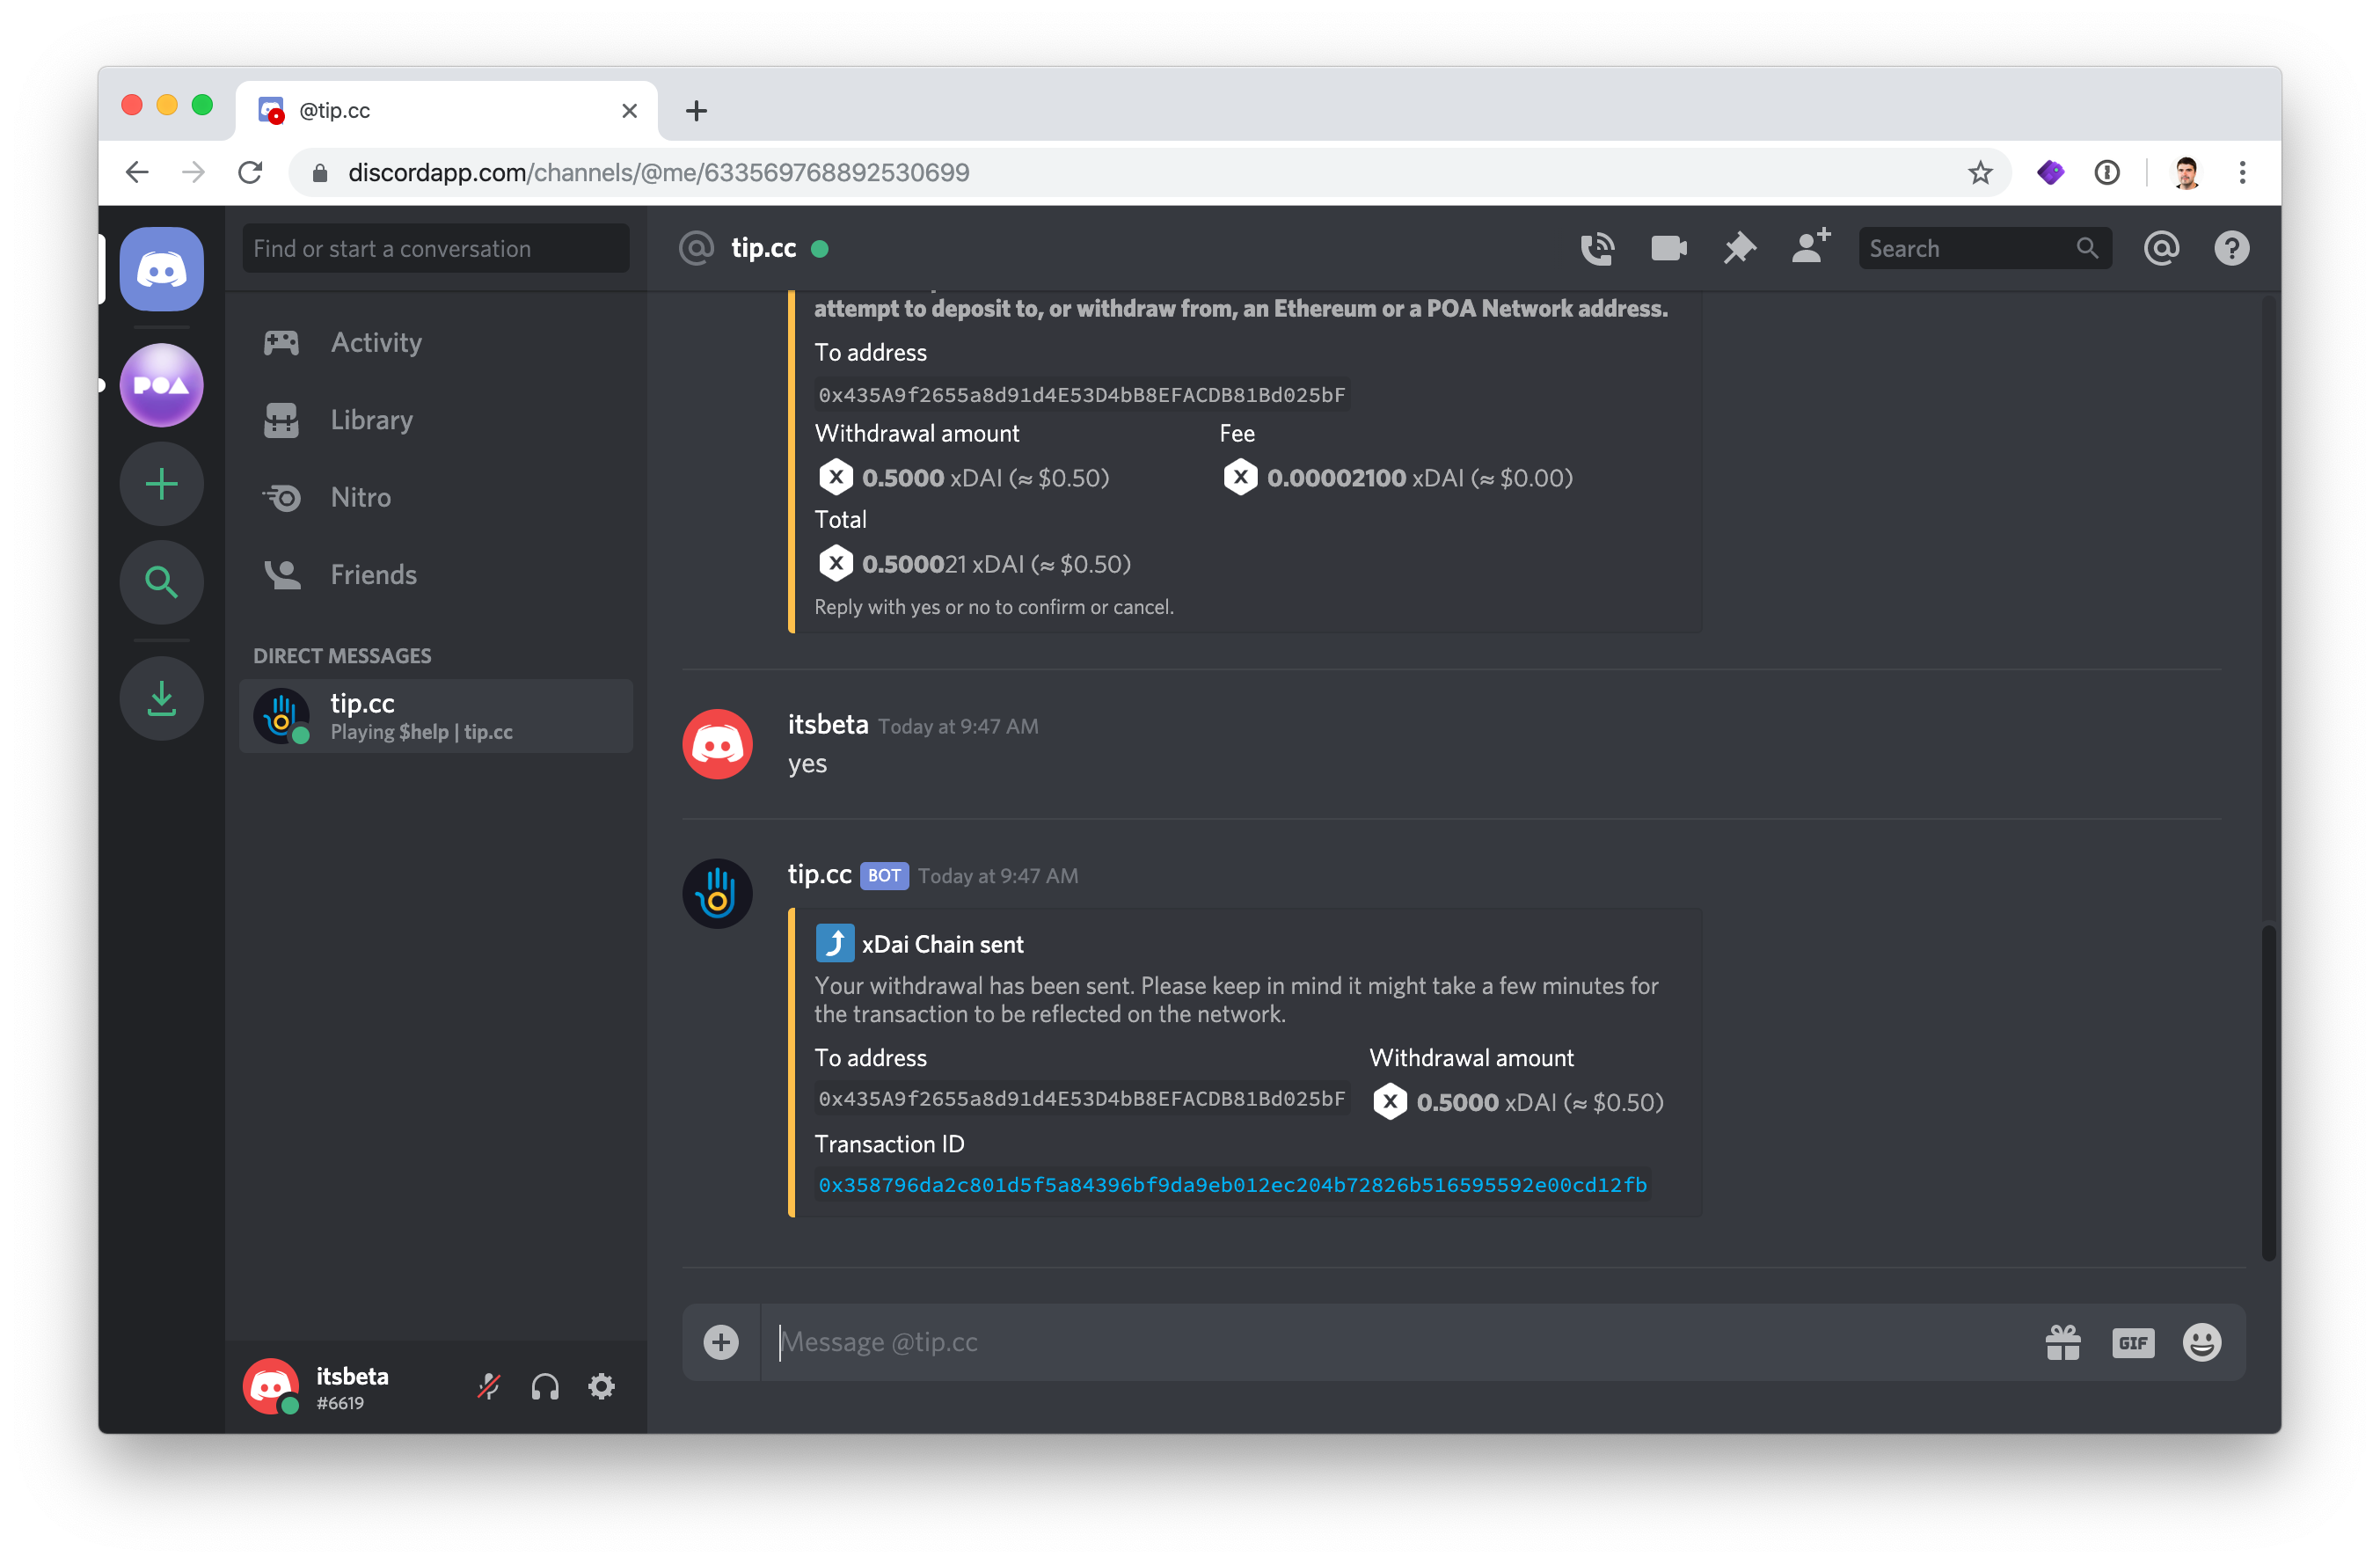 @tip.cc
discordapp.com/channels/@me/633569768892530699
Find or start a conversation
tip.cc
Search
POA
Activity
Library
Nitro
Friends
DIRECT MESSAGES
tip.cc
Playing $help | tip.cc
attempt to deposit to, or withdraw from, an Ethereum or a POA Network address.
To address
0x435A9f2655a8d91d4E53D4bB8EFACDB81Bd025bF
Withdrawal amount Fee
0.5000 xDAI (≈ $0.50) 0.00002100 xDAI (≈ $0.00)
Total
0.500021 xDAI (≈ $0.50)
Reply with yes or no to confirm or cancel.
itsbeta Today at 9:47 AM
yes
tip.cc BOT Today at 9:47 AM
xDai Chain sent
Your withdrawal has been sent. Please keep in mind it might take a few minutes for
the transaction to be reflected on the network.
To address Withdrawal amount
0x435A9f2655a8d91d4E53D4bB8EFACDB81Bd025bF 0.5000 xDAI (≈ $0.50)
Transaction ID
0x358796da2c801d5f5a84396bf9da9eb012ec204b72826b516595592e00cd12fb
Message @tip.cc
GIF
itsbeta
#6619